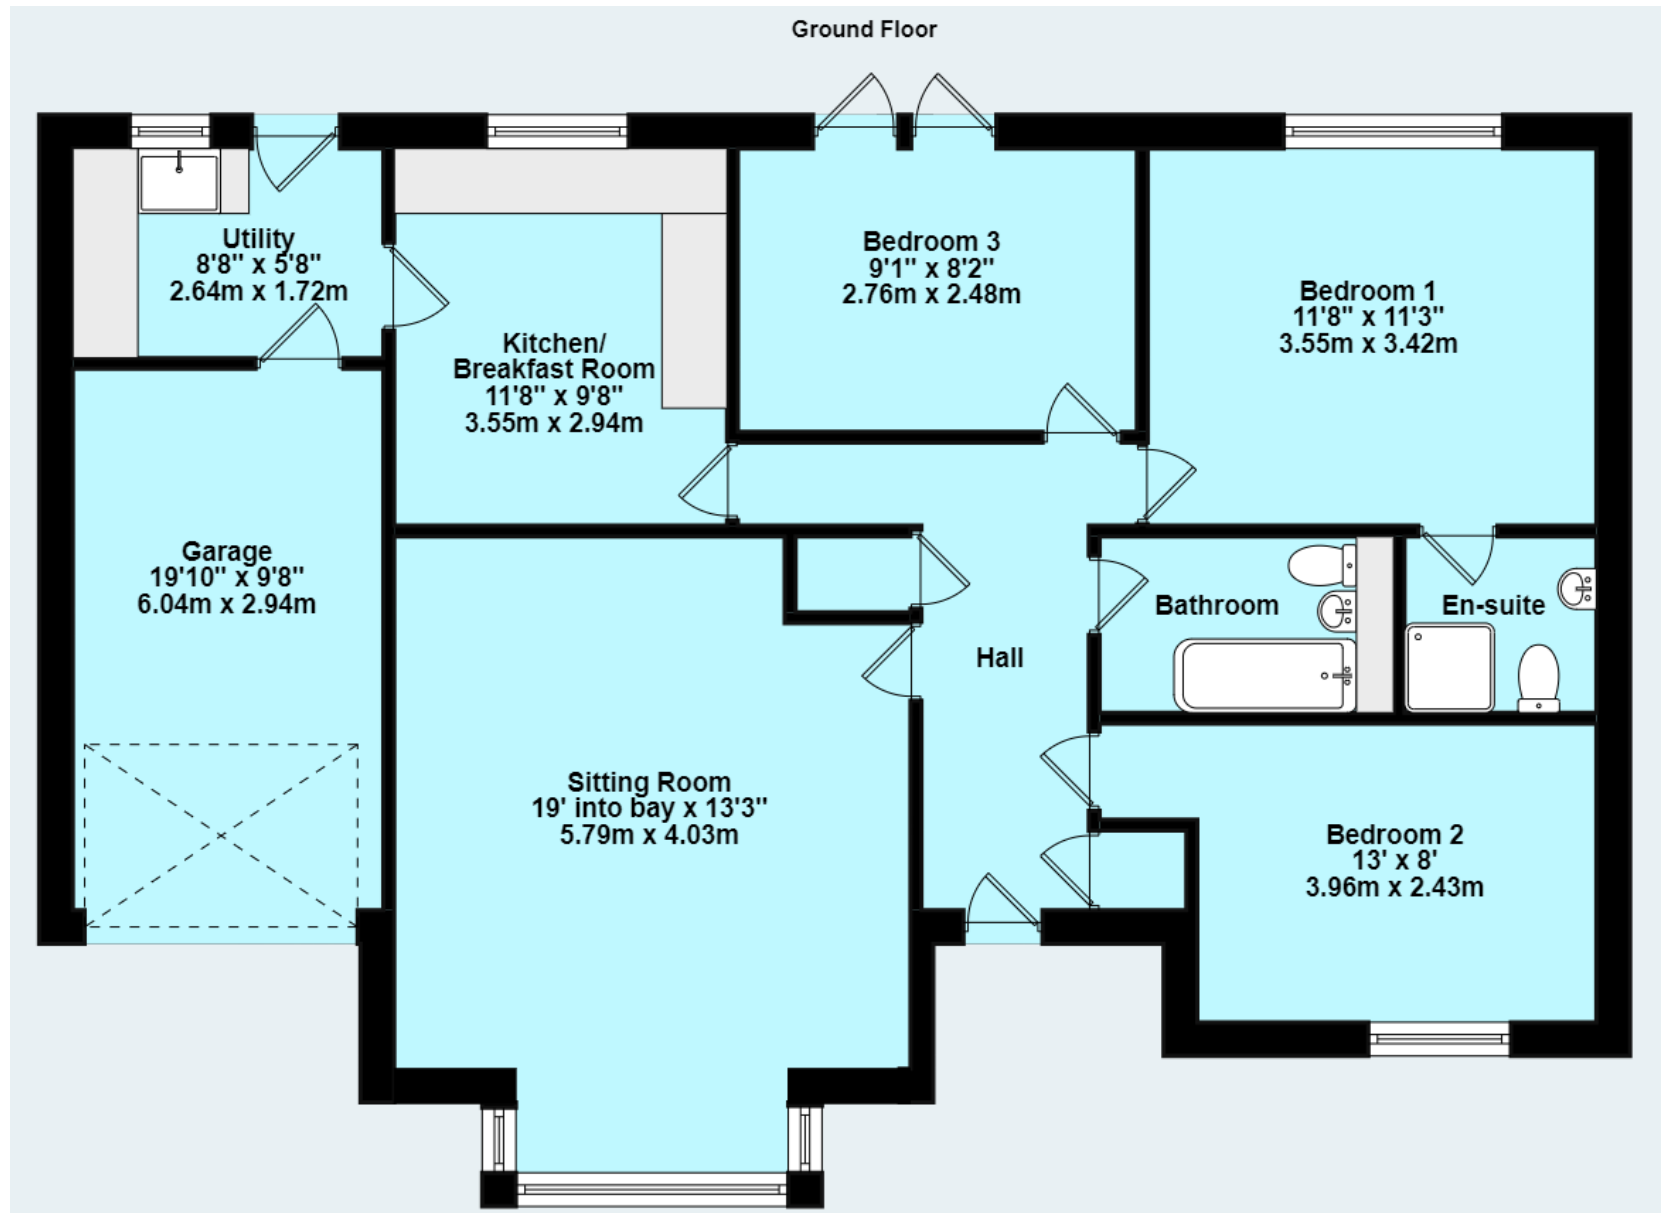 Ground Floor
Utility
8'8" x 5'8"
2.64m x 1.72m
Kitchen/
Breakfast Room
11'8" x 9'8"
3.55m x 2.94m
Bedroom 3
9'1" x 8'2"
2.76m x 2.48m
Bedroom 1
11'8" x 11'3"
3.55m x 3.42m
Garage
19'10" x 9'8"
6.04m x 2.94m
Sitting Room
19' into bay x 13'3"
5.79m x 4.03m
Hall
Bathroom
En-suite
Bedroom 2
13' x 8'
3.96m x 2.43m